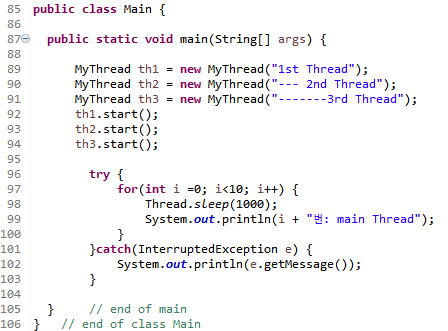 85 public class Main {
86
87 public static void main(String[] args) {
88
89 MyThread th1 = new MyThread("1st Thread");
90 MyThread th2 = new MyThread("--- 2nd Thread");
91 MyThread th3 = new MyThread("-------3rd Thread");
92 th1.start();
93 th2.start();
94 th3.start();
95
96 try {
97 for(int i =0; i<10; i++) {
98 Thread.sleep(1000);
99 System.out.println(i + "번: main Thread");
100 }
101 }catch(InterruptedException e) {
102 System.out.println(e.getMessage());
103 }
104
105 } // end of main
106 } // end of class Main